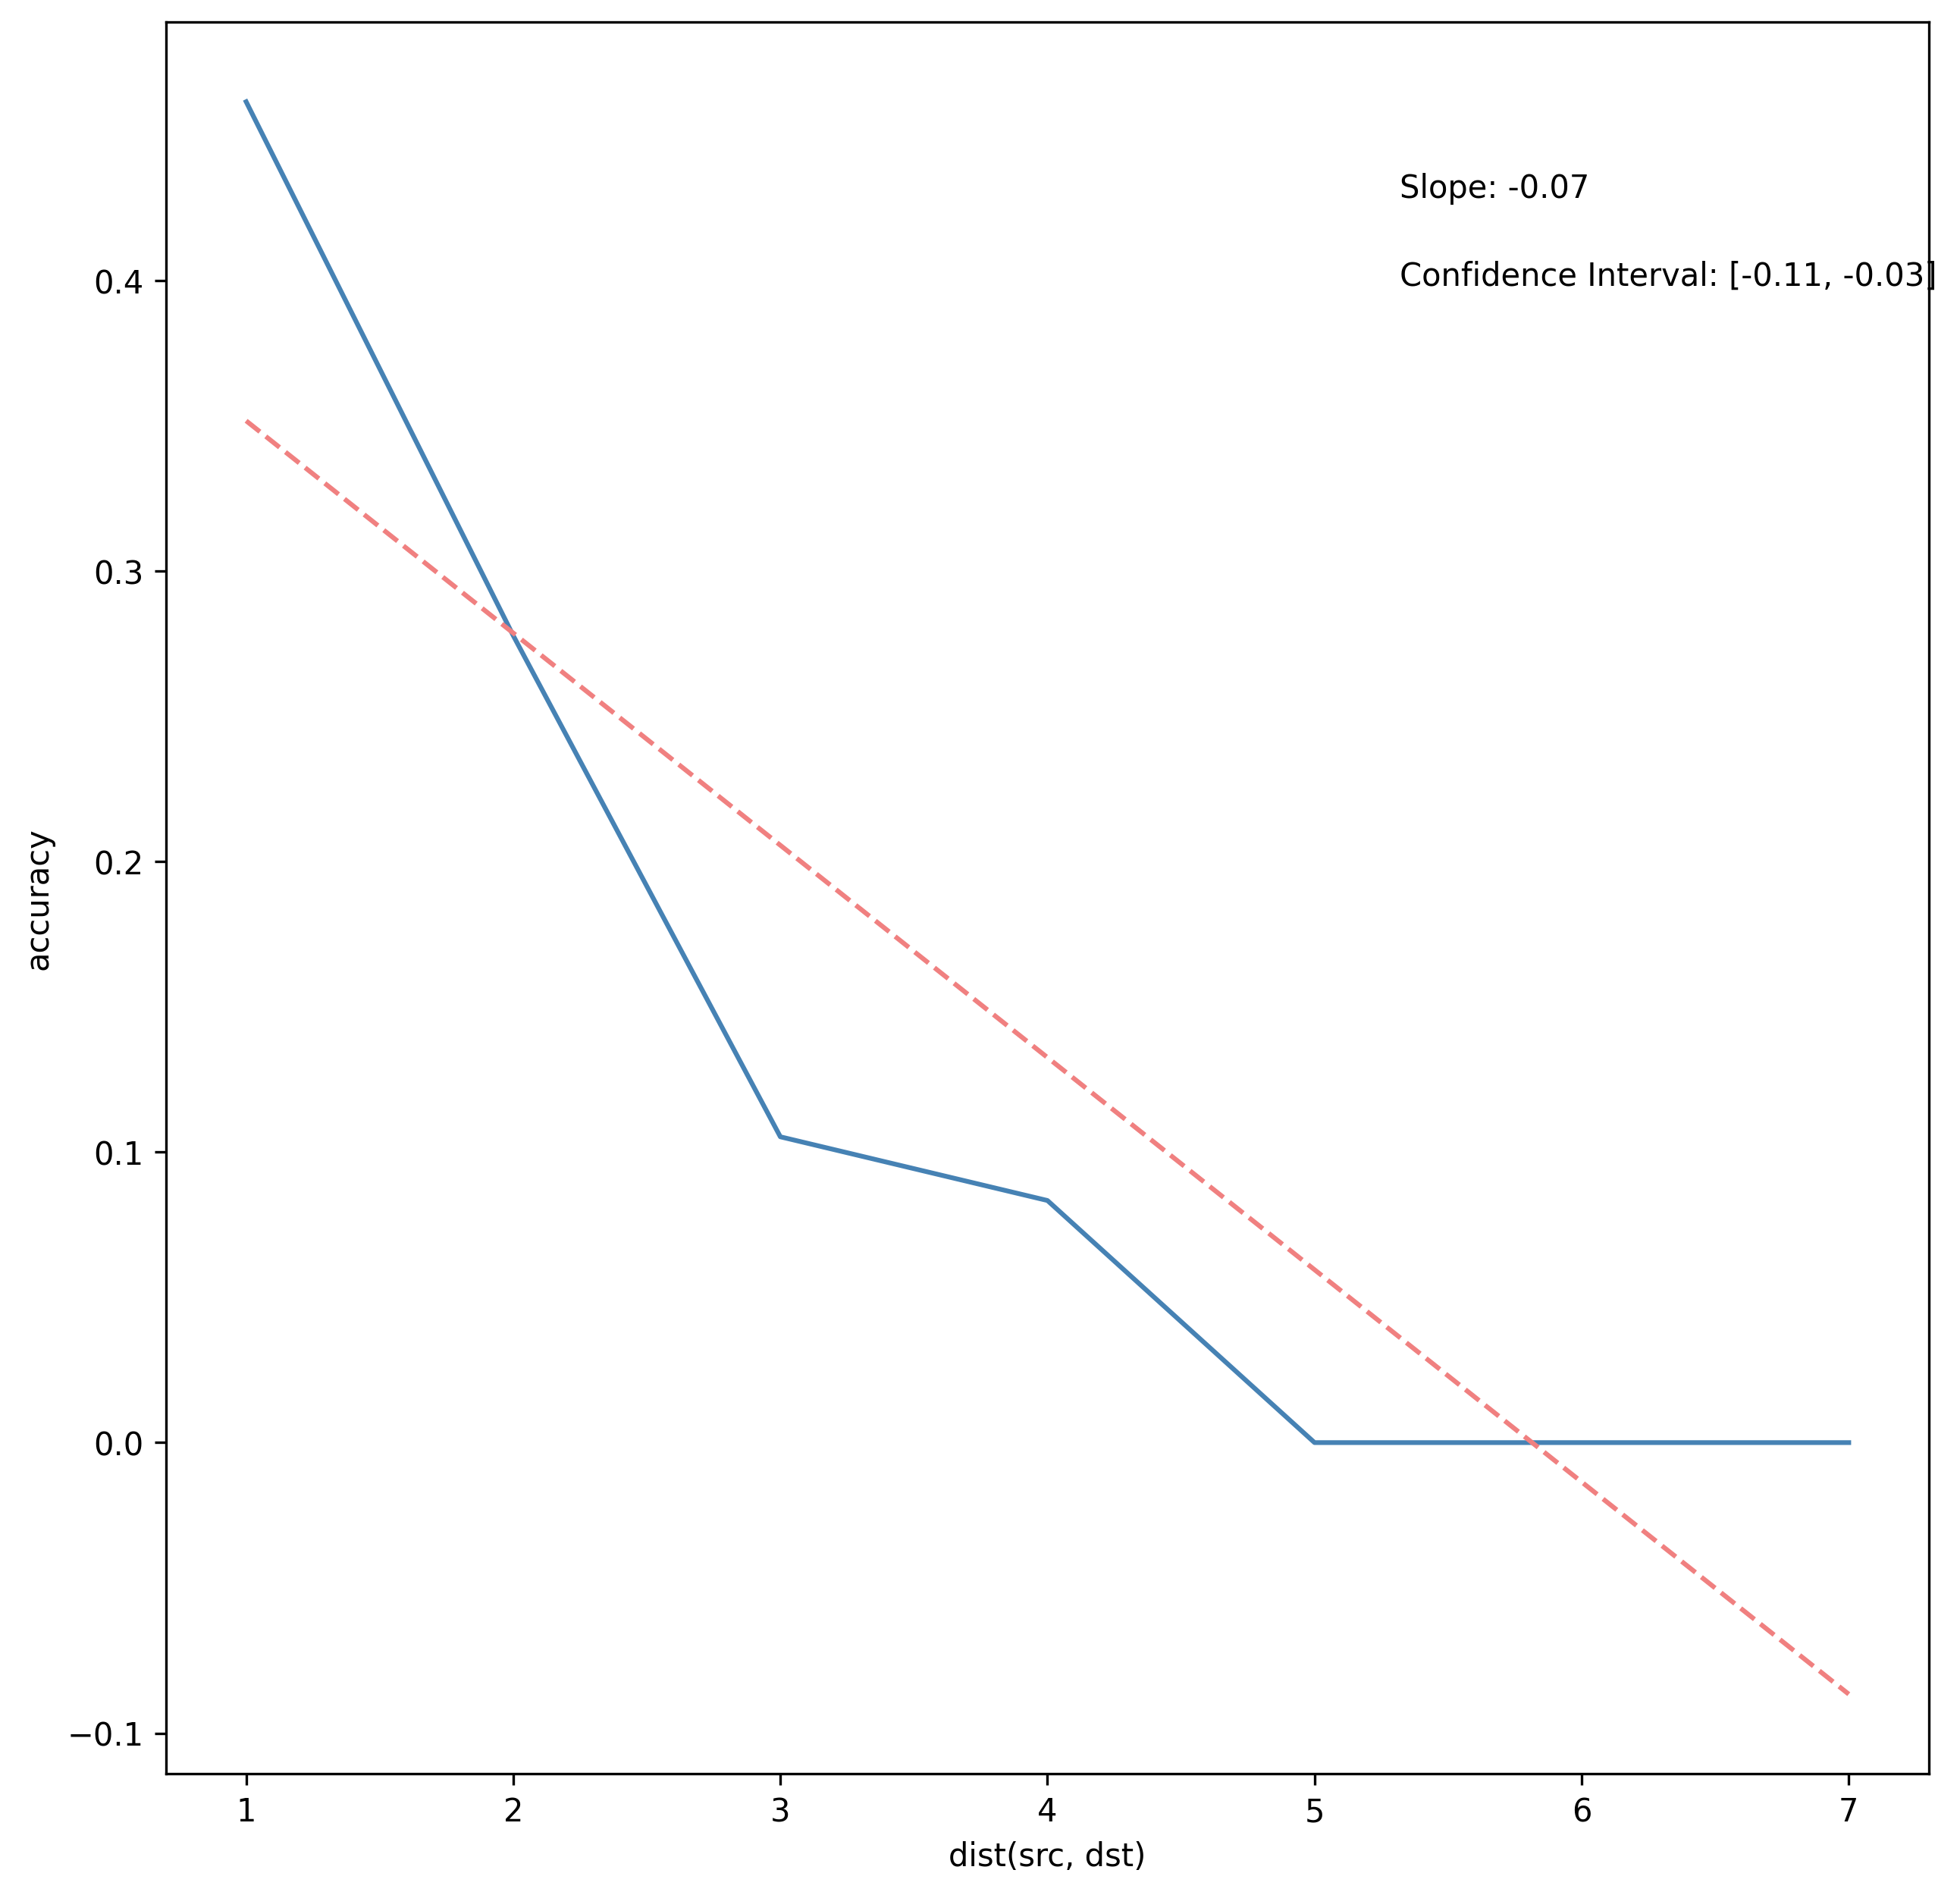 Slope: -0.07
Confidence Interval: [-0.11, -0.03]
0.4
0.3
0.2
0.1
0.0
−0.1
accuracy
1 2 3 4 5 6 7
dist(src, dst)